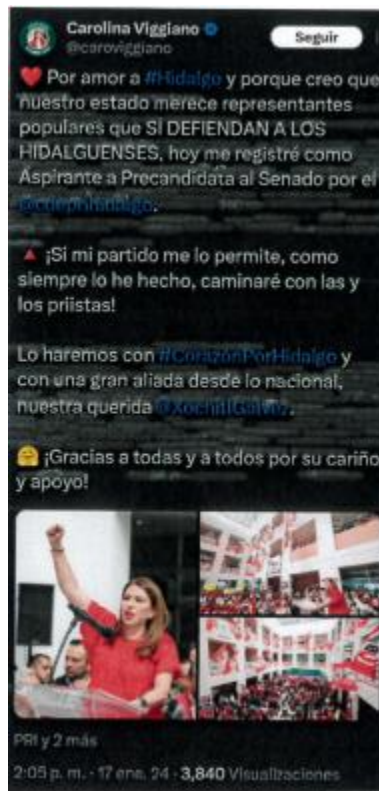 Carolina Viggiano
@caroviggiano
Seguir
Por amor a #Hidalgo y porque creo que
nuestro estado merece representantes
populares que SÍ DEFIENDAN A LOS
HIDALGUENSES, hoy me registré como
Aspirante a Precandidata al Senado por el
@cdeprihidalgo.
¡Si mi partido me lo permite, como
siempre lo he hecho, caminaré con las y
los priistas!
Lo haremos con #CorazónPorHidalgo y
con una gran aliada desde lo nacional,
nuestra querida @XochitlGalvez.
¡Gracias a todas y a todos por su cariño
y apoyo!
PRI y 2 más
2:05 p. m. · 17 ene. 24 · 3,840 Visualizaciones